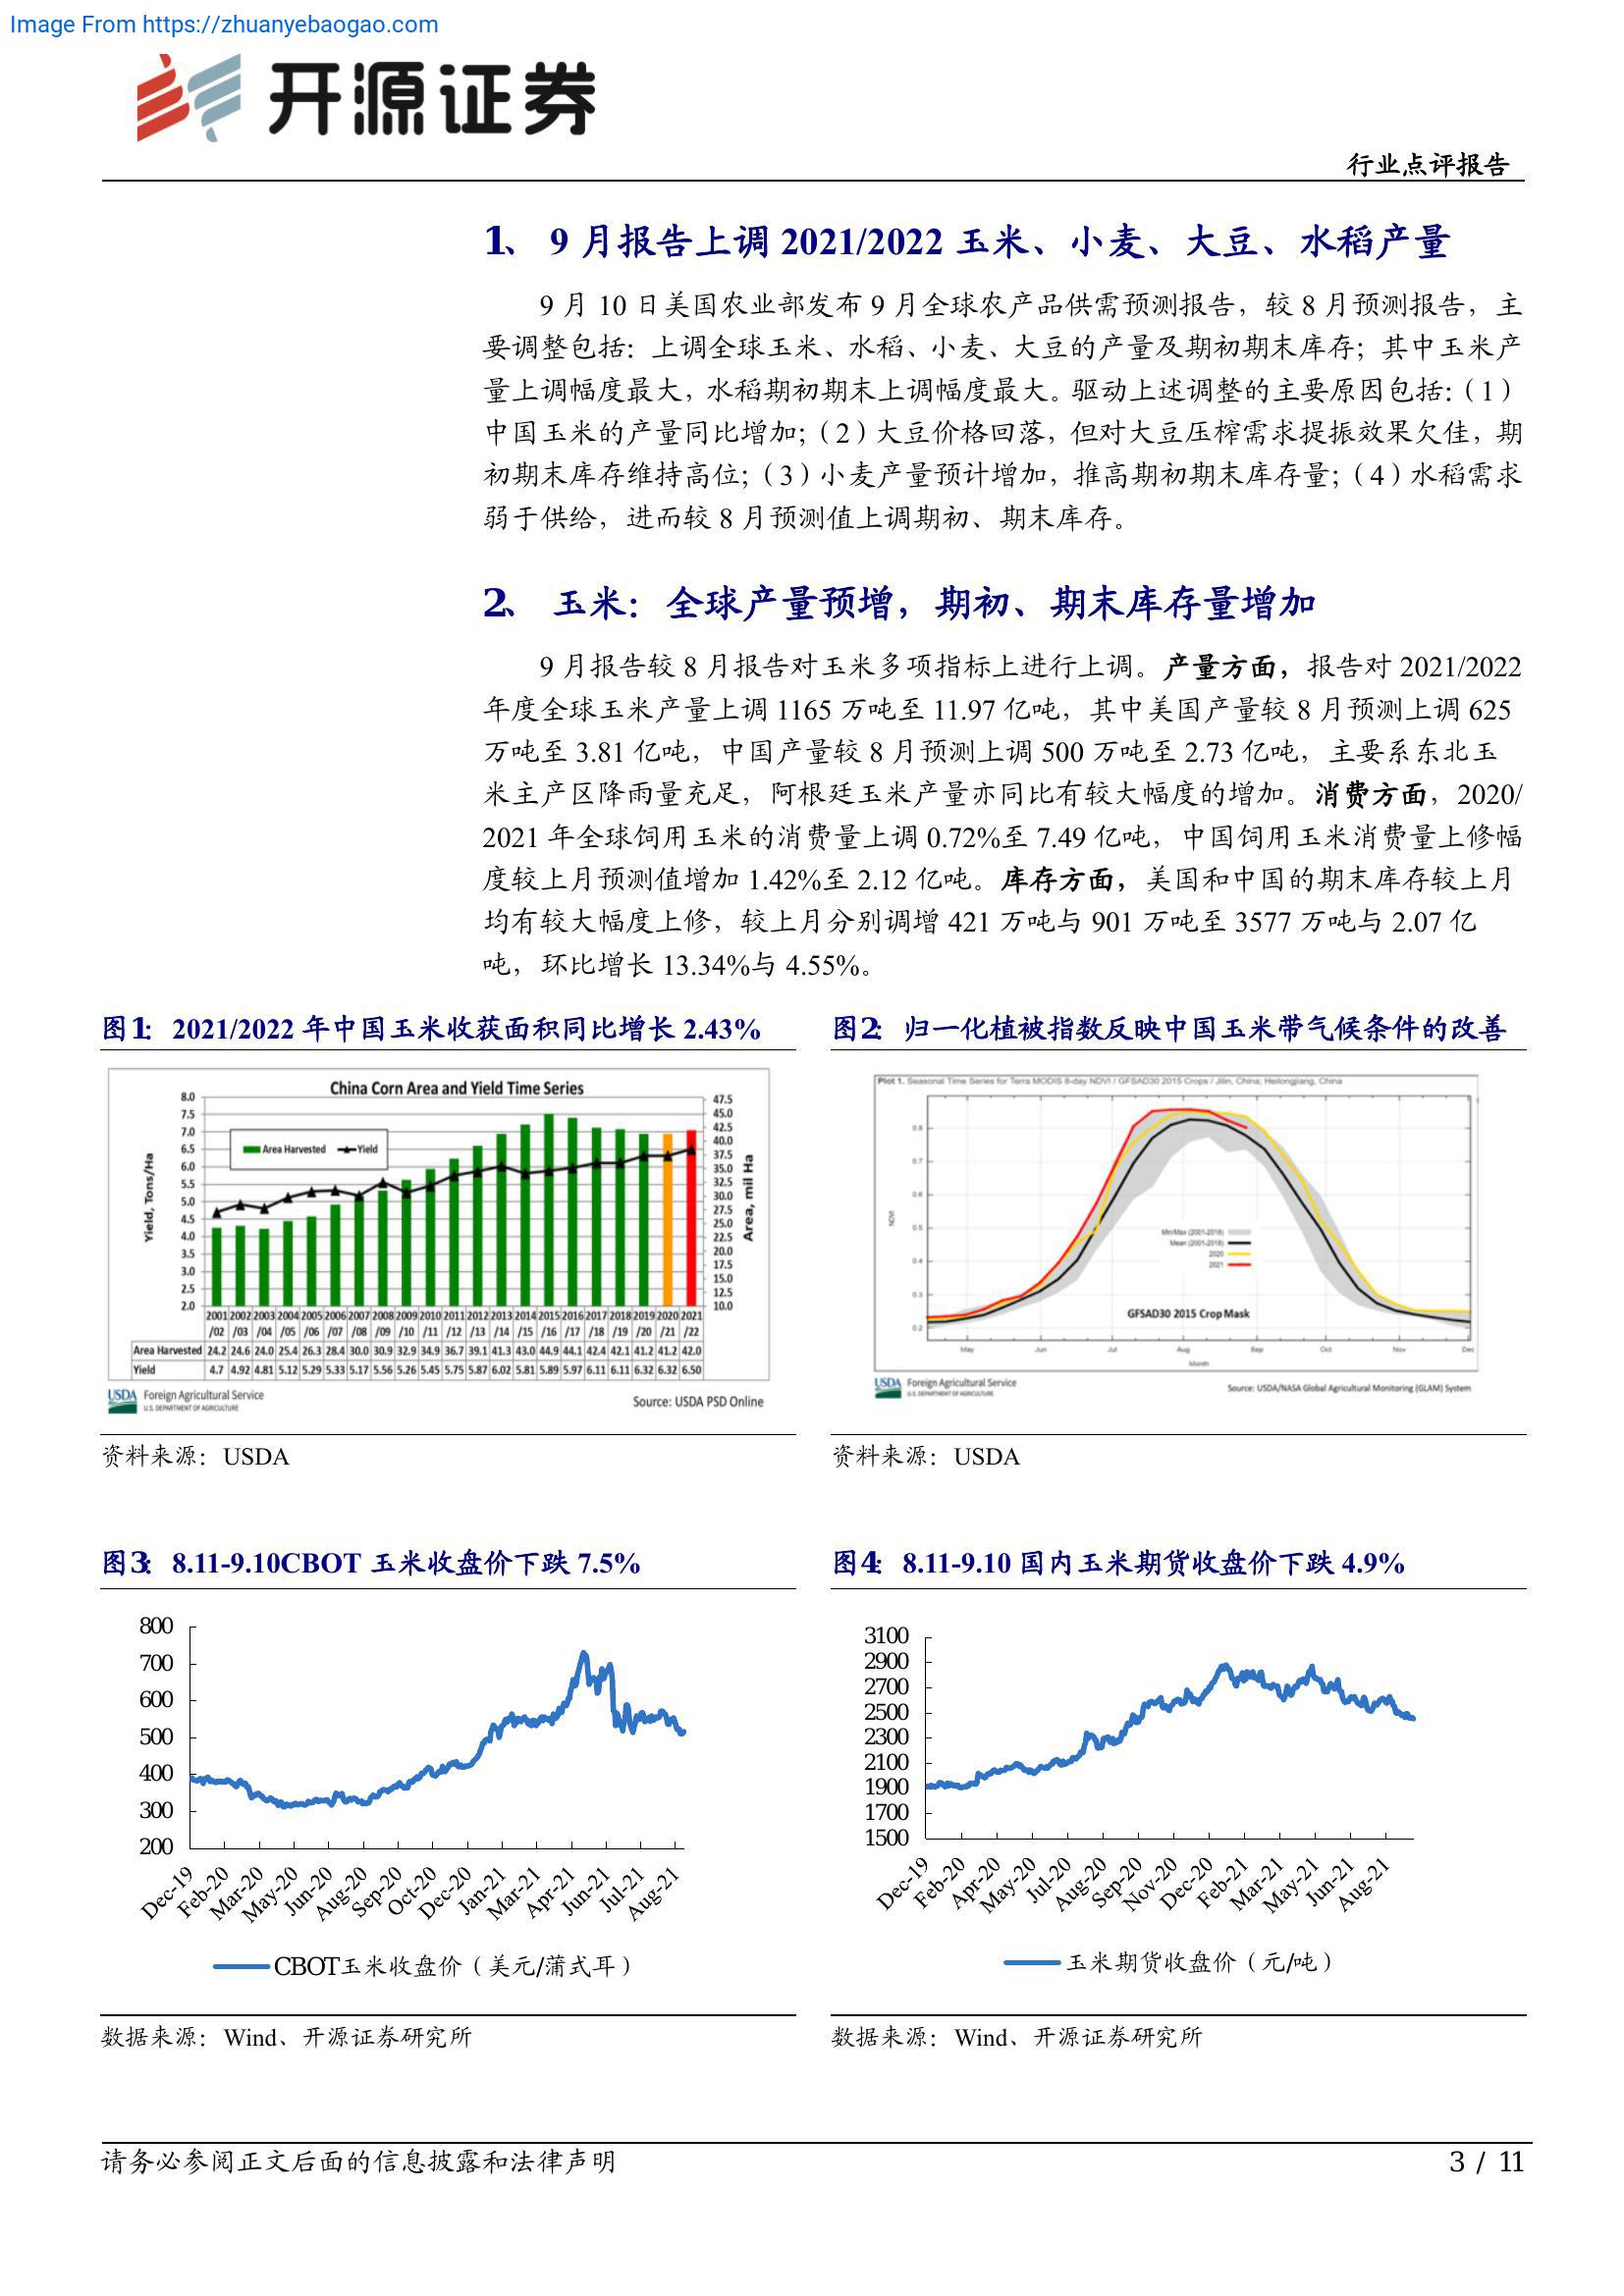 Image From https://zhuanyebaogao.com
开源证券
行业点评报告
1、 9 月报告上调 2021/2022 玉米、小麦、大豆、水稻产量
9 月 10 日美国农业部发布 9 月全球农产品供需预测报告，较 8 月预测报告，主
要调整包括：上调全球玉米、水稻、小麦、大豆的产量及期初期末库存；其中玉米产
量上调幅度最大，水稻期初期末上调幅度最大。驱动上述调整的主要原因包括：（1）
中国玉米的产量同比增加；（2）大豆价格回落，但对大豆压榨需求提振效果欠佳，期
初期末库存维持高位；（3）小麦产量预计增加，推高期初期末库存量；（4）水稻需求
弱于供给，进而较 8 月预测值上调期初、期末库存。
2、 玉米：全球产量预增，期初、期末库存量增加
9 月报告较 8 月报告对玉米多项指标上进行上调。产量方面，报告对 2021/2022
年度全球玉米产量上调 1165 万吨至 11.97 亿吨，其中美国产量较 8 月预测上调 625
万吨至 3.81 亿吨，中国产量较 8 月预测上调 500 万吨至 2.73 亿吨，主要系东北玉
米主产区降雨量充足，阿根廷玉米产量亦同比有较大幅度的增加。消费方面，2020/
2021 年全球饲用玉米的消费量上调 0.72%至 7.49 亿吨，中国饲用玉米消费量上修幅
度较上月预测值增加 1.42%至 2.12 亿吨。库存方面，美国和中国的期末库存较上月
均有较大幅度上修，较上月分别调增 421 万吨与 901 万吨至 3577 万吨与 2.07 亿
吨，环比增长 13.34%与 4.55%。
图1： 2021/2022 年中国玉米收获面积同比增长 2.43%
China Corn Area and Yield Time Series
Yield, Tons/Ha
8.0
7.5
7.0
6.5
6.0
5.5
5.0
4.5
4.0
3.5
3.0
2.5
2.0
Area Harvested Yield
47.5
45.0
42.5
40.0
37.5
35.0
32.5
30.0
27.5
25.0
22.5
20.0
17.5
15.0
12.5
10.0
Area, mil Ha
2001 2002 2003 2004 2005 2006 2007 2008 2009 2010 2011 2012 2013 2014 2015 2016 2017 2018 2019 2020 2021
/02 /03 /04 /05 /06 /07 /08 /09 /10 /11 /12 /13 /14 /15 /16 /17 /18 /19 /20 /21 /22
Area Harvested 24.2 24.6 24.0 25.4 26.3 28.4 30.0 30.9 32.9 34.9 36.7 39.1 41.3 43.0 44.9 44.1 42.4 42.1 41.2 41.2 42.0
Yield 4.7 4.92 4.81 5.12 5.29 5.33 5.17 5.56 5.26 5.45 5.75 5.87 6.02 5.81 5.89 5.97 6.11 6.11 6.32 6.32 6.50
USDA Foreign Agricultural Service
U.S. DEPARTMENT OF AGRICULTURE
Source: USDA PSD Online
资料来源：USDA
图2： 归一化植被指数反映中国玉米带气候条件的改善
Plot 1. Seasonal Time Series for Terra MODIS 8-day NDVI / GFSAD30 2015 Crops / Jilin, China; Heilongjiang, China
NDVI
0.8
0.7
0.6
0.5
0.4
0.3
0.2
Min/Max (2001-2018)
Mean (2001-2018)
2020
2021
GFSAD30 2015 Crop Mask
May Jun Jul Aug Sep Oct Nov Dec
Month
USDA Foreign Agricultural Service
U.S. DEPARTMENT OF AGRICULTURE
Source: USDA/NASA Global Agricultural Monitoring (GLAM) System
资料来源：USDA
图3： 8.11-9.10CBOT 玉米收盘价下跌 7.5%
800
700
600
500
400
300
200
Dec-19 Feb-20 Mar-20 May-20 Jun-20 Aug-20 Sep-20 Oct-20 Dec-20 Jan-21 Mar-21 Apr-21 Jun-21 Jul-21 Aug-21
CBOT玉米收盘价（美元/蒲式耳）
数据来源：Wind、开源证券研究所
图4： 8.11-9.10 国内玉米期货收盘价下跌 4.9%
3100
2900
2700
2500
2300
2100
1900
1700
1500
Dec-19 Feb-20 Apr-20 May-20 Jul-20 Aug-20 Sep-20 Nov-20 Dec-20 Feb-21 Mar-21 May-21 Jun-21 Aug-21
玉米期货收盘价（元/吨）
数据来源：Wind、开源证券研究所
请务必参阅正文后面的信息披露和法律声明
3 / 11